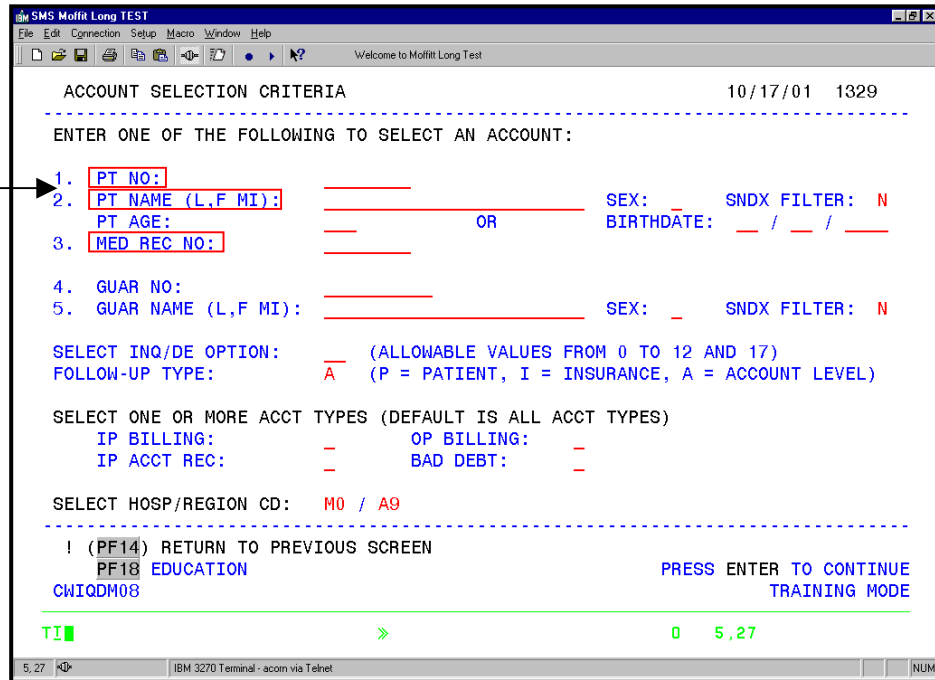 IBM SMS Moffit Long TEST
File Edit Connection Setup Macro Window Help
Welcome to Moffitt Long Test
ACCOUNT SELECTION CRITERIA 10/17/01 1329
ENTER ONE OF THE FOLLOWING TO SELECT AN ACCOUNT:
1. PT NO:
2. PT NAME (L,F MI): SEX: _ SNDX FILTER: N
PT AGE: ___ OR BIRTHDATE: __ / __ / ____
3. MED REC NO:
4. GUAR NO:
5. GUAR NAME (L,F MI): SEX: _ SNDX FILTER: N
SELECT INQ/DE OPTION: __ (ALLOWABLE VALUES FROM 0 TO 12 AND 17)
FOLLOW-UP TYPE: A (P = PATIENT, I = INSURANCE, A = ACCOUNT LEVEL)
SELECT ONE OR MORE ACCT TYPES (DEFAULT IS ALL ACCT TYPES)
IP BILLING: _ OP BILLING: _
IP ACCT REC: _ BAD DEBT: _
SELECT HOSP/REGION CD: M0 / A9
! (PF14) RETURN TO PREVIOUS SCREEN
PF18 EDUCATION PRESS ENTER TO CONTINUE
CWIQDM08 TRAINING MODE
TI » 0 5,27
5, 27 IBM 3270 Terminal - acorn via Telnet NUM